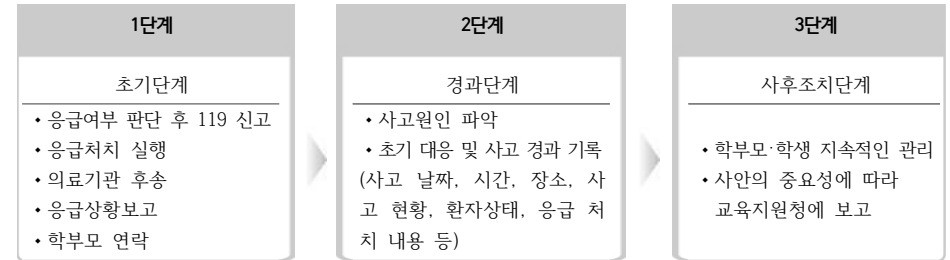 1단계
초기단계
• 응급여부 판단 후 119 신고
• 응급처치 실행
• 의료기관 후송
• 응급상황보고
• 학부모 연락
2단계
경과단계
• 사고원인 파악
• 초기 대응 및 사고 경과 기록
(사고 날짜, 시간, 장소, 사
고 현황, 환자상태, 응급 처
치 내용 등)
3단계
사후조치단계
• 학부모·학생 지속적인 관리
• 사안의 중요성에 따라
교육지원청에 보고